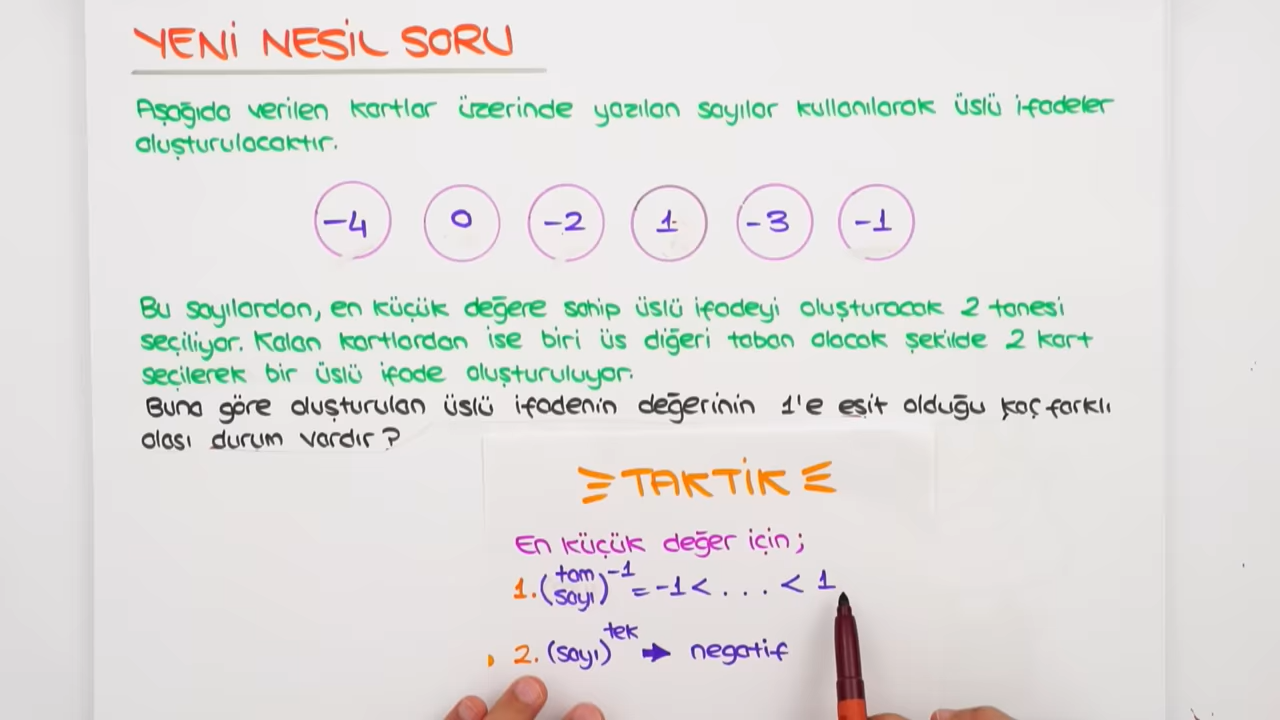 YENİ NESİL SORU
Aşağıda verilen kartlar üzerinde yazılan sayılar kullanılarak üslü ifadeler
oluşturulacaktır.
-4 0 -2 1 -3 -1
Bu sayılardan, en küçük değere sahip üslü ifadeyi oluşturacak 2 tanesi
seçiliyor. Kalan kartlardan ise biri üs diğeri taban olacak şekilde 2 kart
seçilerek bir üslü ifade oluşturuluyor.
Buna göre oluşturulan üslü ifadenin değerinin 1'e eşit olduğu kaç farklı
olası durum vardır?
TAKTİK
En küçük değer için;
1. (tam sayı)⁻¹ = -1 < . . . < 1
2. (sayı)^tek → negatif